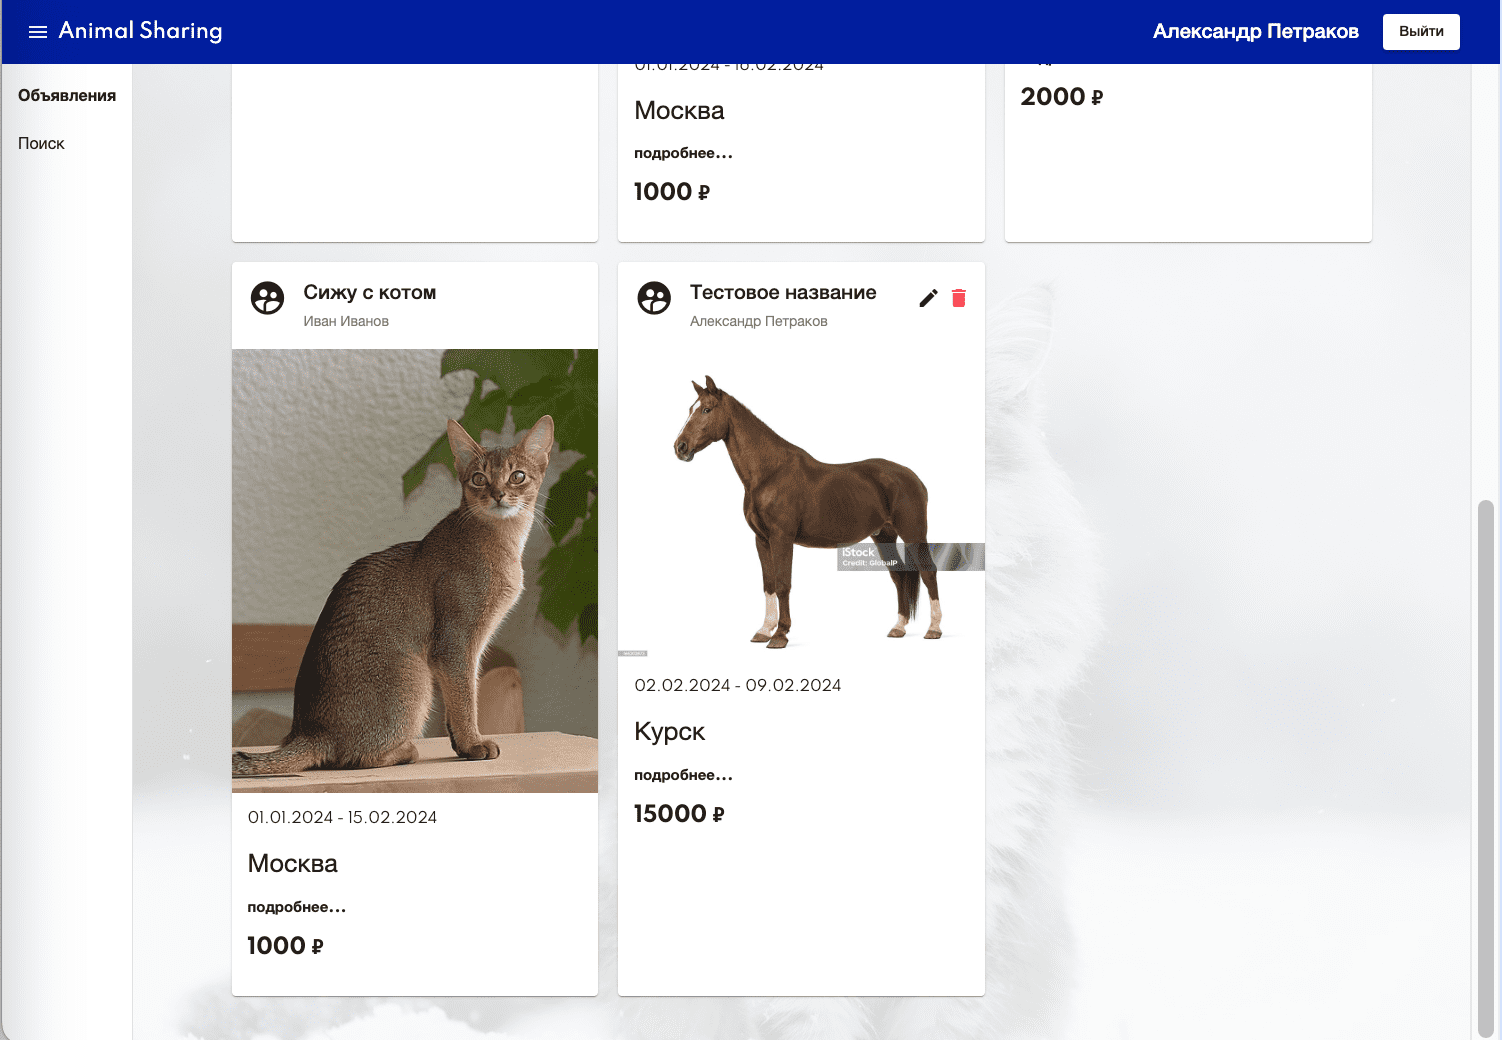 Animal Sharing
Александр Петраков
Выйти
Объявления
Поиск
01.01.2024 - 16.02.2024
Москва
подробнее...
1000 ₽
2000 ₽
Сижу с котом
Иван Иванов
01.01.2024 - 15.02.2024
Москва
подробнее...
1000 ₽
Тестовое название
Александр Петраков
iStock
Credit: GlobalP
02.02.2024 - 09.02.2024
Курск
подробнее...
15000 ₽